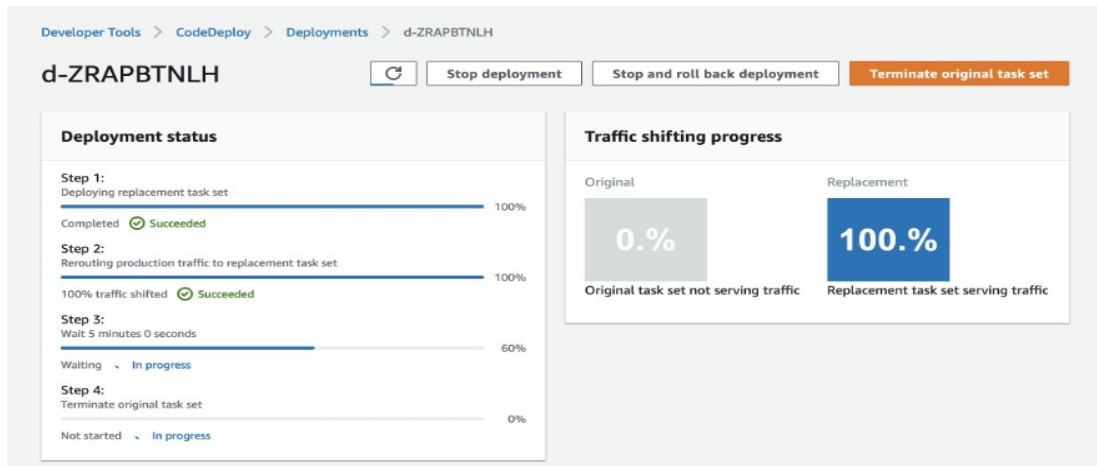 Developer Tools > CodeDeploy > Deployments > d-ZRAPBTNLH
d-ZRAPBTNLH
Stop deployment
Stop and roll back deployment
Terminate original task set
Deployment status
Step 1:
Deploying replacement task set
100%
Completed Succeeded
Step 2:
Rerouting production traffic to replacement task set
100%
100% traffic shifted Succeeded
Step 3:
Wait 5 minutes 0 seconds
60%
Waiting In progress
Step 4:
Terminate original task set
0%
Not started In progress
Traffic shifting progress
Original
0.%
Original task set not serving traffic
Replacement
100.%
Replacement task set serving traffic